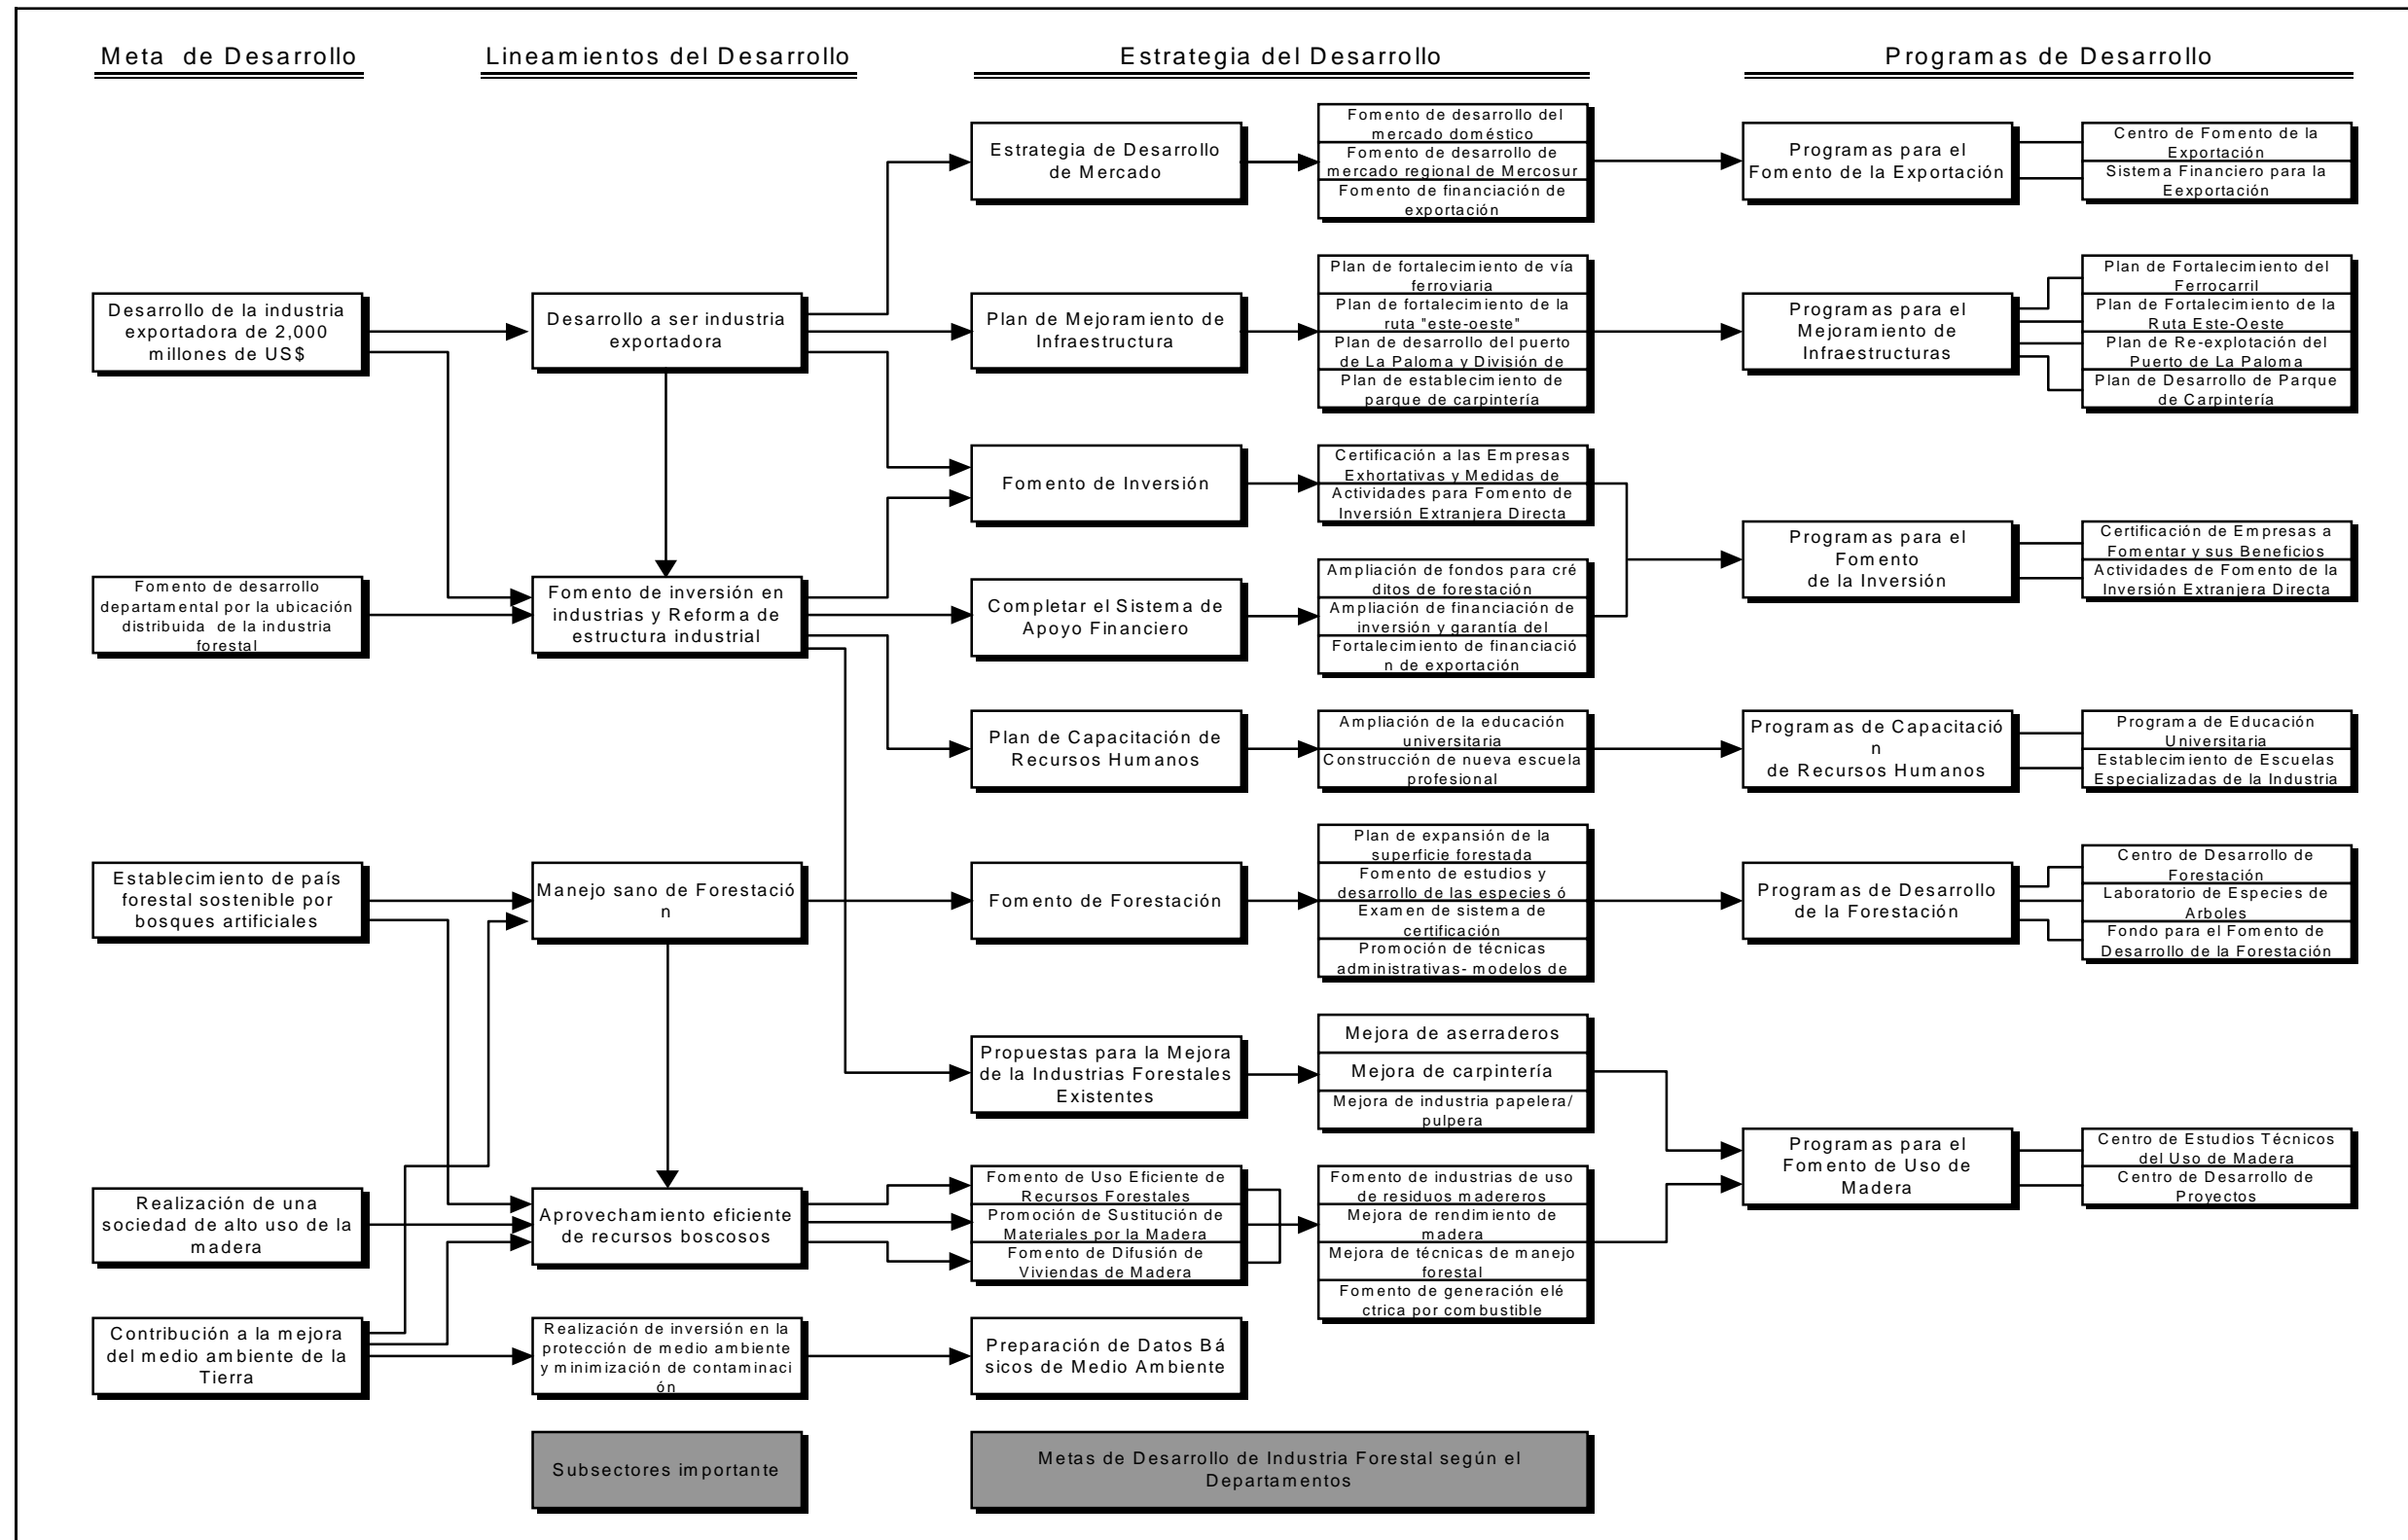 Meta de Desarrollo
Lineamientos del Desarrollo
Estrategia del Desarrollo
Programas de Desarrollo
Desarrollo de la industria
exportadora de 2,000
millones de US$
Fomento de desarrollo
departamental por la ubicación
distribuida de la industria
forestal
Establecimiento de país
forestal sostenible por
bosques artificiales
Realización de una
sociedad de alto uso de la
madera
Contribución a la mejora
del medio ambiente de la
Tierra
Desarrollo a ser industria
exportadora
Fomento de inversión en
industrias y Reforma de
estructura industrial
Manejo sano de Forestació
n
Aprovechamiento eficiente
de recursos boscosos
Realización de inversión en la
protección de medio ambiente
y minimización de contaminaci
ón
Subsectores importante
Estrategia de Desarrollo
de Mercado
Plan de Mejoramiento de
Infraestructura
Fomento de Inversión
Completar el Sistema de
Apoyo Financiero
Plan de Capacitación de
Recursos Humanos
Fomento de Forestación
Propuestas para la Mejora
de la Industrias Forestales
Existentes
Fomento de Uso Eficiente de
Recursos Forestales
Promoción de Sustitución de
Materiales por la Madera
Fomento de Difusión de
Viviendas de Madera
Preparación de Datos Bá
sicos de Medio Ambiente
Metas de Desarrollo de Industria Forestal según el
Departamentos
Fomento de desarrollo del
mercado doméstico
Fomento de desarrollo de
mercado regional de Mercosur
Fomento de financiación de
exportación
Plan de fortalecimiento de vía
ferroviaria
Plan de fortalecimiento de la
ruta "este-oeste"
Plan de desarrollo del puerto
de La Paloma y División de
Plan de establecimiento de
parque de carpintería
Certificación a las Empresas
Exhortativas y Medidas de
Actividades para Fomento de
Inversión Extranjera Directa
Ampliación de fondos para cré
ditos de forestación
Ampliación de financiación de
inversión y garantía del
Fortalecimiento de financiació
n de exportación
Ampliación de la educación
universitaria
Construcción de nueva escuela
profesional
Plan de expansión de la
superficie forestada
Fomento de estudios y
desarrollo de las especies ó
Examen de sistema de
certificación
Promoción de técnicas
administrativas- modelos de
Mejora de aserraderos
Mejora de carpintería
Mejora de industria papelera/
pulpera
Fomento de industrias de uso
de residuos madereros
Mejora de rendimiento de
madera
Mejora de técnicas de manejo
forestal
Fomento de generación elé
ctrica por combustible
Programas para el
Fomento de la Exportación
Programas para el
Mejoramiento de
Infraestructuras
Programas para el
Fomento
de la Inversión
Programas de Capacitació
n
de Recursos Humanos
Programas de Desarrollo
de la Forestación
Programas para el
Fomento de Uso de
Madera
Centro de Fomento de la
Exportación
Sistema Financiero para la
Eexportación
Plan de Fortalecimiento del
Ferrocarril
Plan de Fortalecimiento de la
Ruta Este-Oeste
Plan de Re-explotación del
Puerto de La Paloma
Plan de Desarrollo de Parque
de Carpintería
Certificación de Empresas a
Fomentar y sus Beneficios
Actividades de Fomento de la
Inversión Extranjera Directa
Programa de Educación
Universitaria
Establecimiento de Escuelas
Especializadas de la Industria
Centro de Desarrollo de
Forestación
Laboratorio de Especies de
Arboles
Fondo para el Fomento de
Desarrollo de la Forestación
Centro de Estudios Técnicos
del Uso de Madera
Centro de Desarrollo de
Proyectos